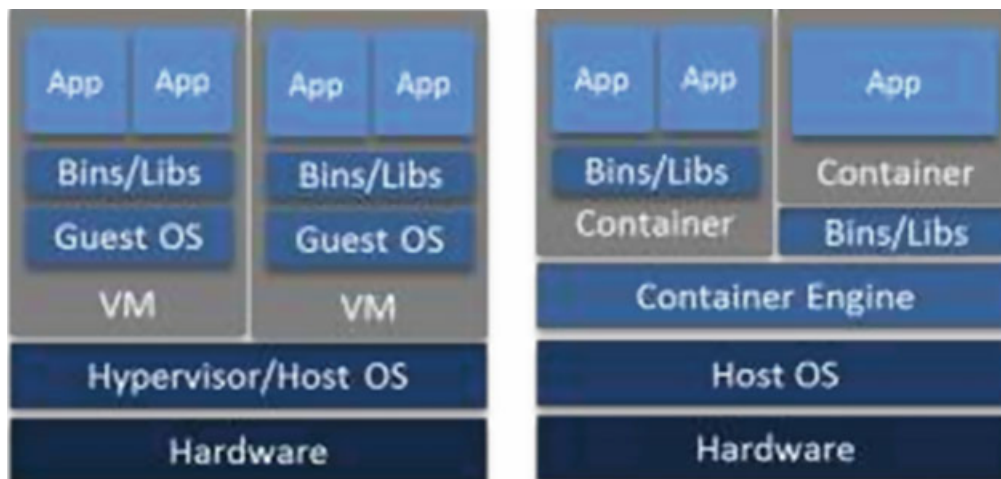 App App
Bins/Libs
Guest OS
VM
App App
Bins/Libs
Guest OS
VM
Hypervisor/Host OS
Hardware
App App
Bins/Libs
Container
App
Container
Bins/Libs
Container Engine
Host OS
Hardware